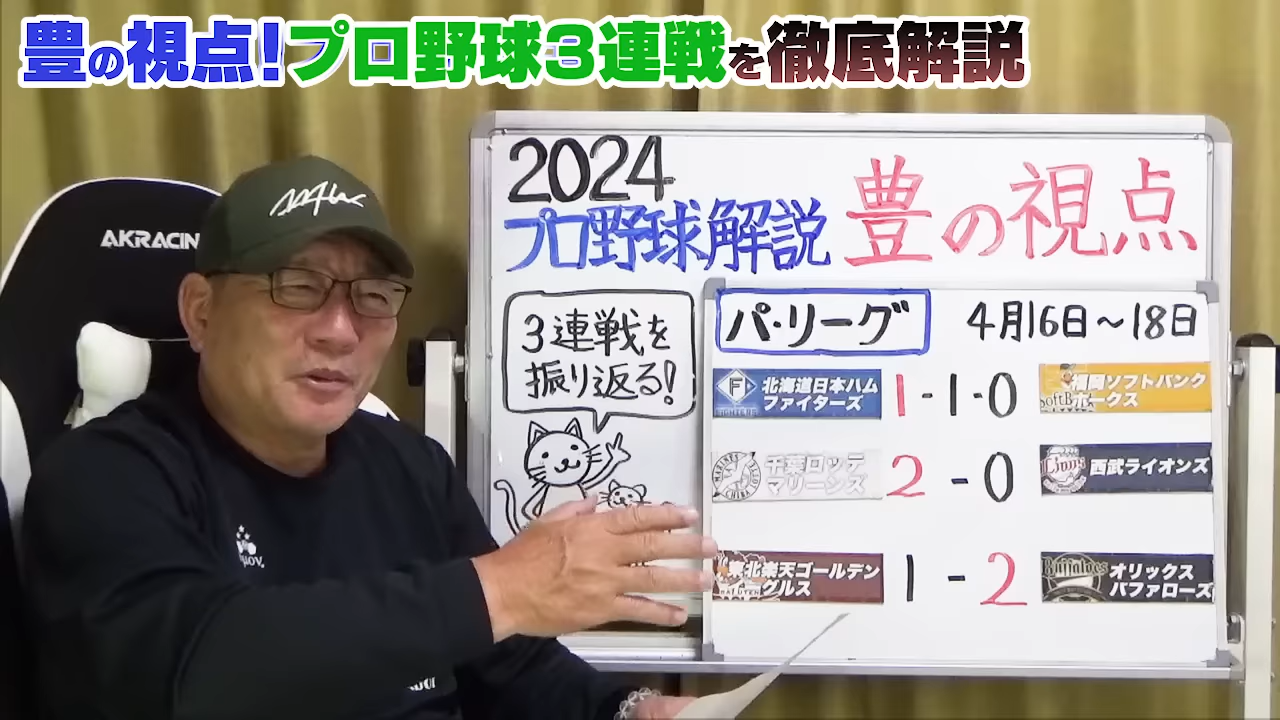 豊の視点!プロ野球3連戦を徹底解説
AKRACIN
2024
プロ野球解説 豊の視点
3連戦を
振り返る!
パ・リーグ 4月16日~18日
北海道日本ハム
ファイターズ
1-1-0
福岡ソフトバンク
ホークス
千葉ロッテ
マリーンズ
2-0
Lions
西武ライオンズ
東北楽天ゴールデン
グルス
1-2
Buffaloes
オリックス
バファローズ